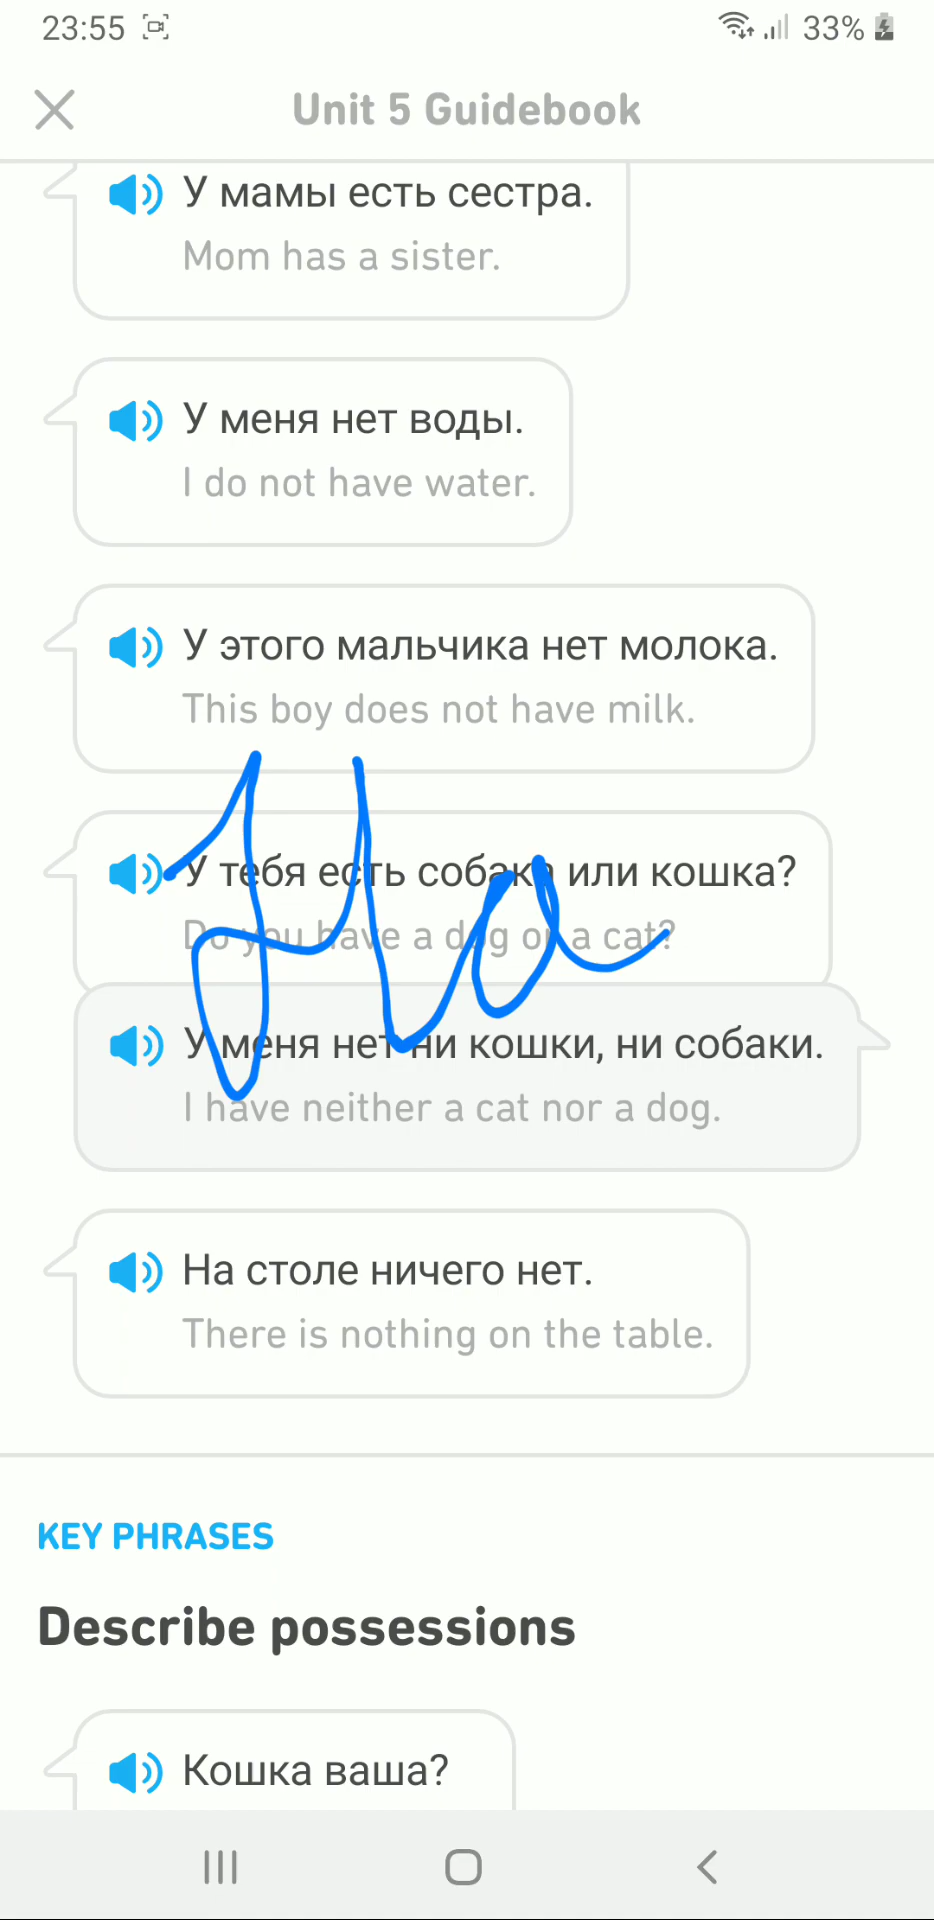 23:55 33%
Unit 5 Guidebook
У мамы есть сестра.
Mom has a sister.
У меня нет воды.
I do not have water.
У этого мальчика нет молока.
This boy does not have milk.
У тебя есть собака или кошка?
Do you have a dog or a cat?
На
У меня нет ни кошки, ни собаки.
I have neither a cat nor a dog.
На столе ничего нет.
There is nothing on the table.
KEY PHRASES
Describe possessions
Кошка ваша?